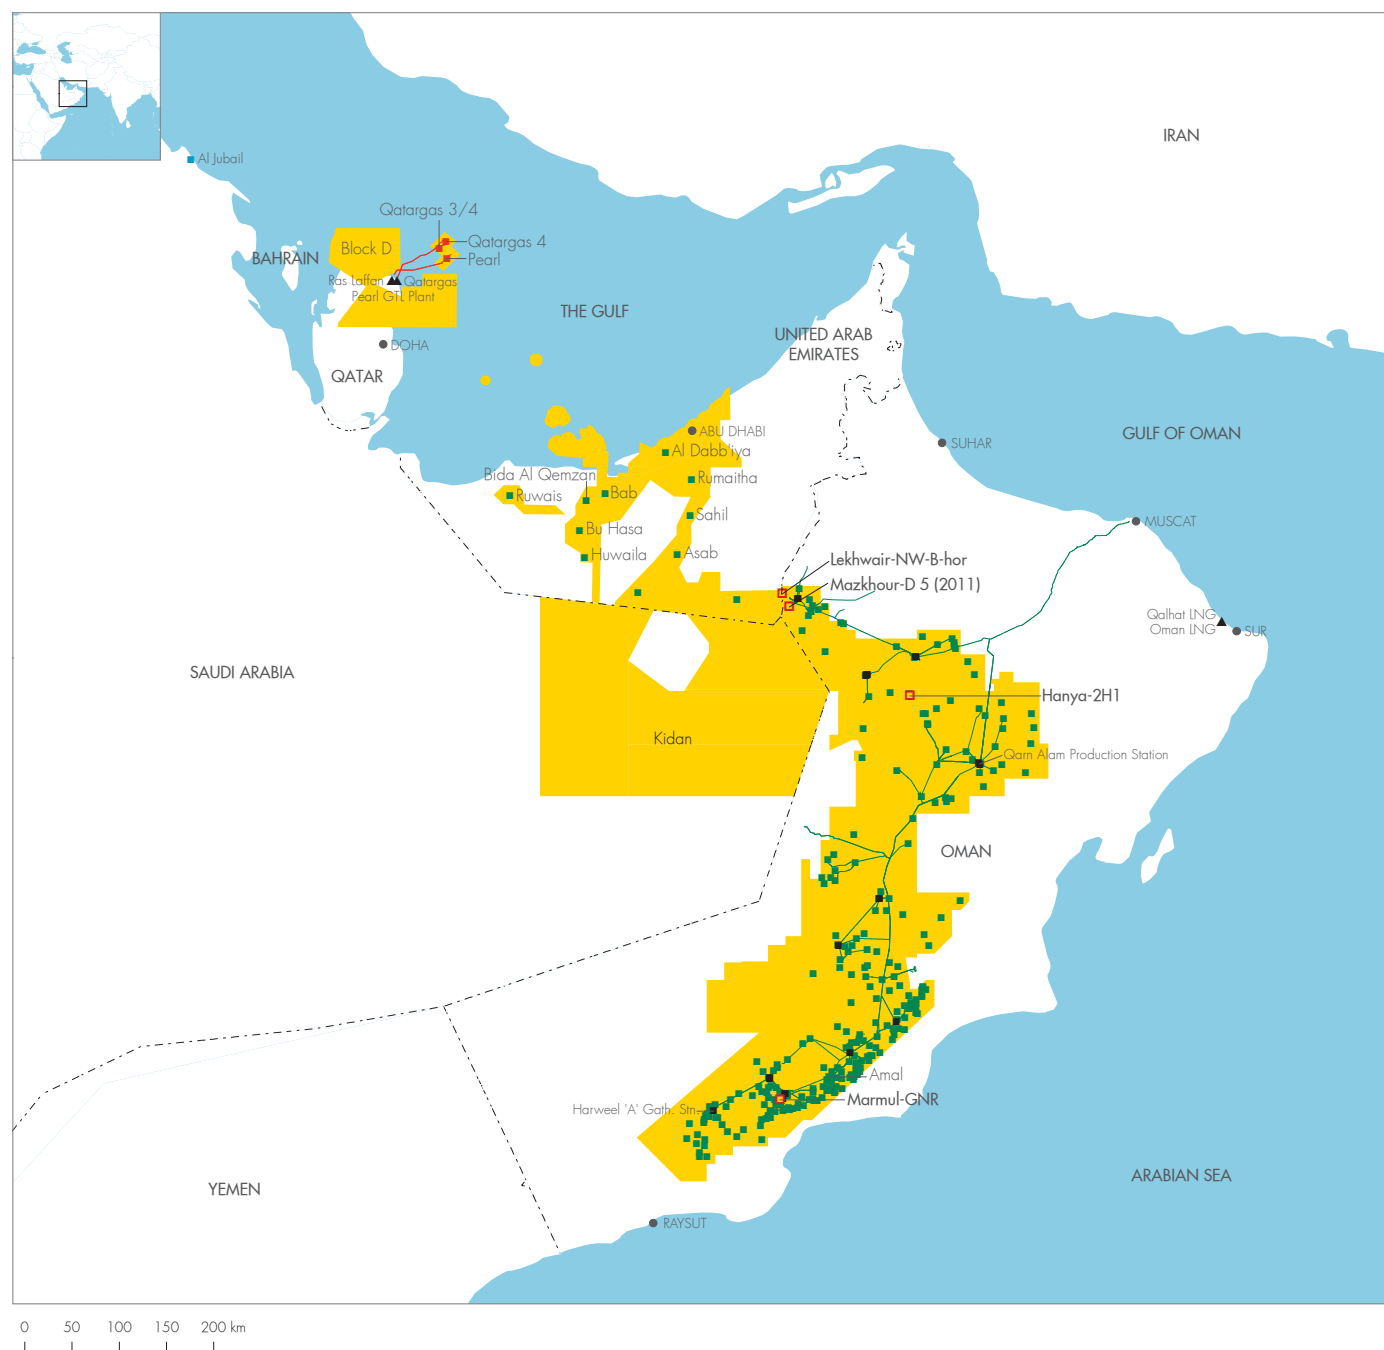 IRAN
Al Jubail
Qatargas 3/4
Block D
Qatargas 4
BAHRAIN
Pearl
Ras Laffan
Qatargas
Pearl GTL Plant
THE GULF
UNITED ARAB
EMIRATES
DOHA
QATAR
ABU DHABI
GULF OF OMAN
SUHAR
Al Dabb'iya
Bida Al Qemzan
Rumaitha
Ruwais
Bab
Sahil
MUSCAT
Bu Hasa
Huwaila
Asab
Lekhwair-NW-B-hor
Mazkhour-D 5 (2011)
Qalhat LNG
Oman LNG
SUR
SAUDI ARABIA
Hanya-2H1
Kidan
Qarn Alam Production Station
OMAN
Amal
Marmul-GNR
Harweel 'A' Gath. Stn.
ARABIAN SEA
YEMEN
RAYSUT
0 50 100 150 200 km